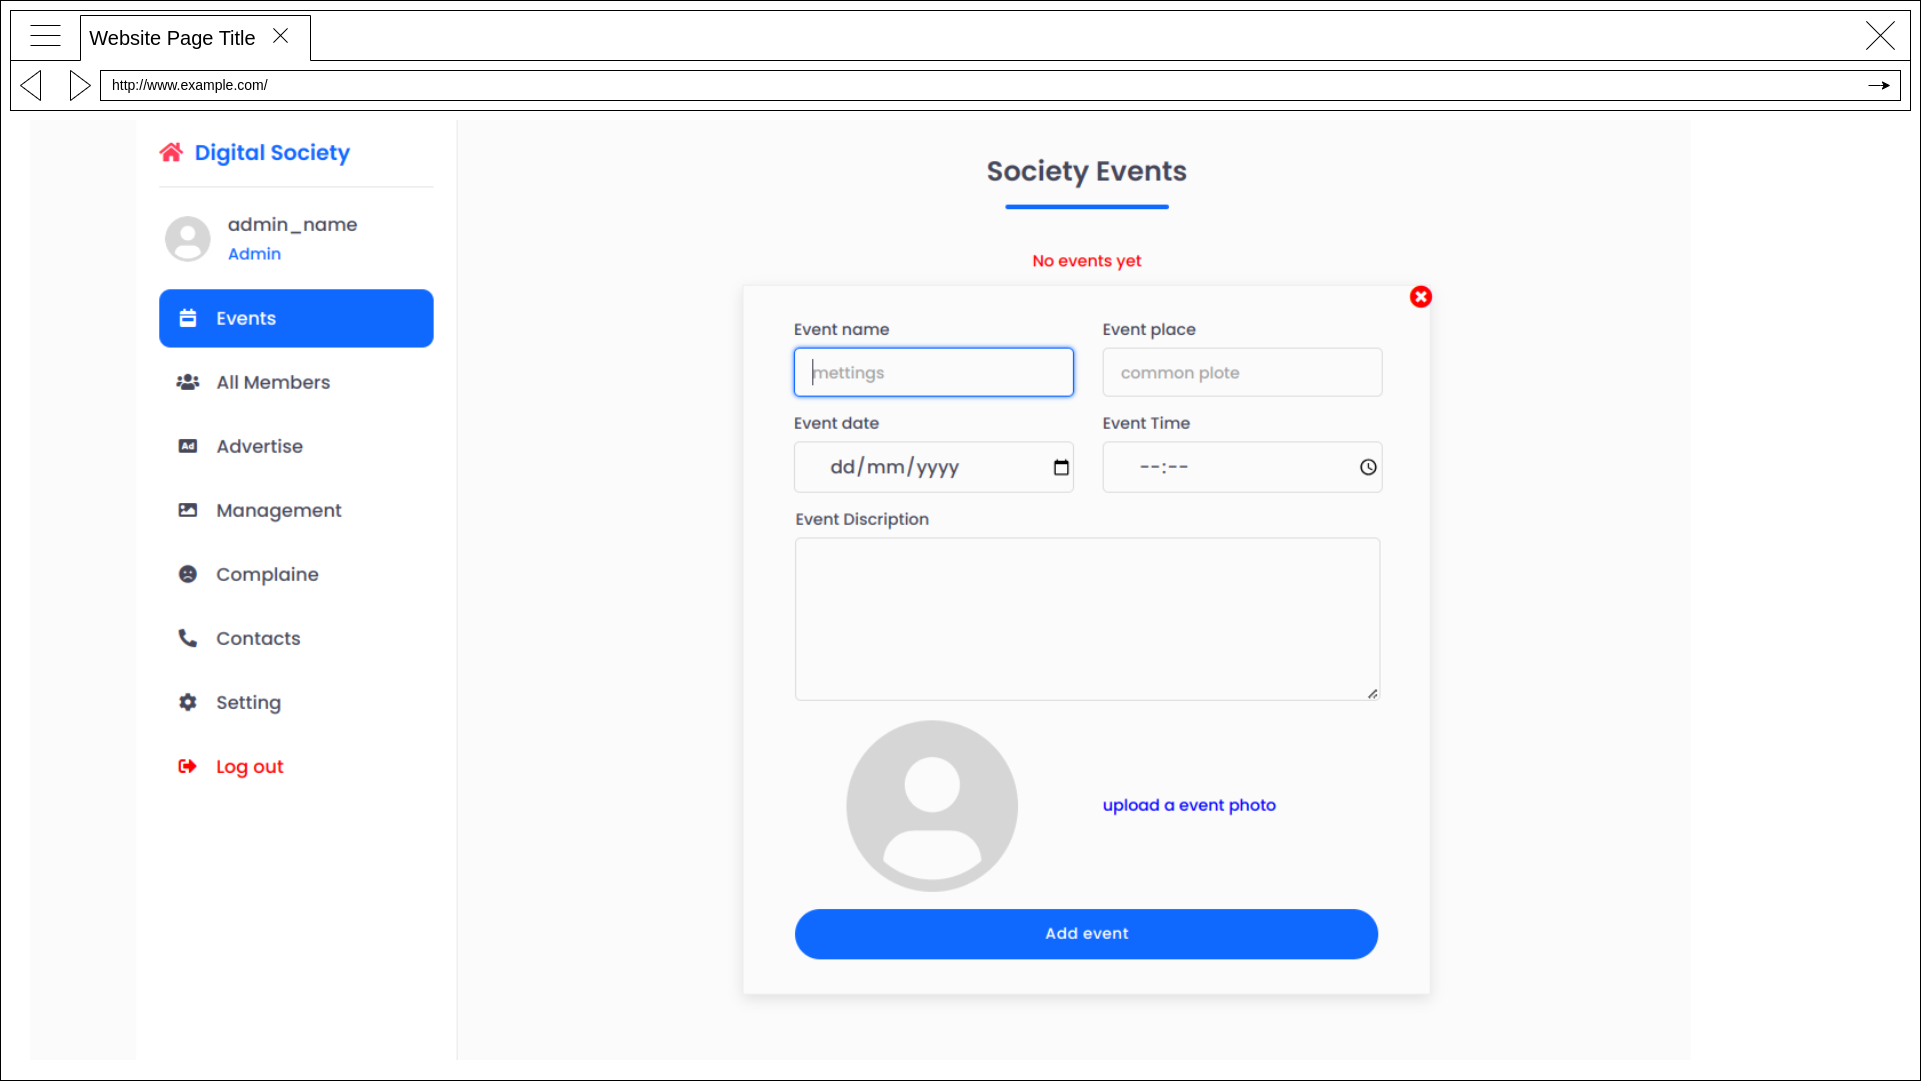 Website Page Title
http://www.example.com/
Digital Society
admin_name
Admin
Events
All Members
Ad Advertise
Management
Complaine
Contacts
Setting
Log out
Society Events
No events yet
Event name Event place
mettings common plote
Event date Event Time
dd/mm/yyyy --:--
Event Discription
upload a event photo
Add event